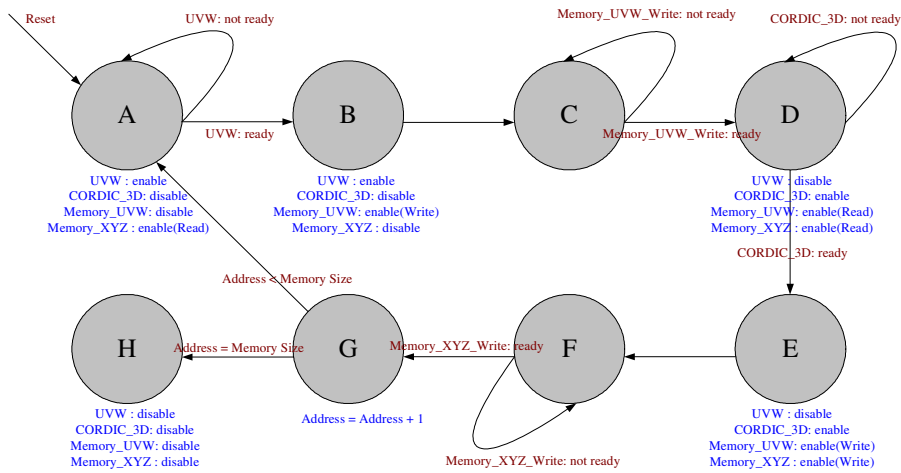 Reset
UVW: not ready
Memory_UVW_Write: not ready
CORDIC_3D: not ready
A
B
C
D
UVW: ready
Memory_UVW_Write: ready
UVW : enable
CORDIC_3D: disable
Memory_UVW: disable
Memory_XYZ : enable(Read)
UVW : enable
CORDIC_3D: disable
Memory_UVW: enable(Write)
Memory_XYZ : disable
UVW : disable
CORDIC_3D: enable
Memory_UVW: enable(Read)
Memory_XYZ : enable(Read)
CORDIC_3D: ready
Address < Memory Size
H
G
F
E
Address = Memory Size
Memory_XYZ_Write: ready
UVW : disable
CORDIC_3D: disable
Memory_UVW: disable
Memory_XYZ : disable
Address = Address + 1
Memory_XYZ_Write: not ready
UVW : disable
CORDIC_3D: enable
Memory_UVW: enable(Write)
Memory_XYZ : enable(Write)